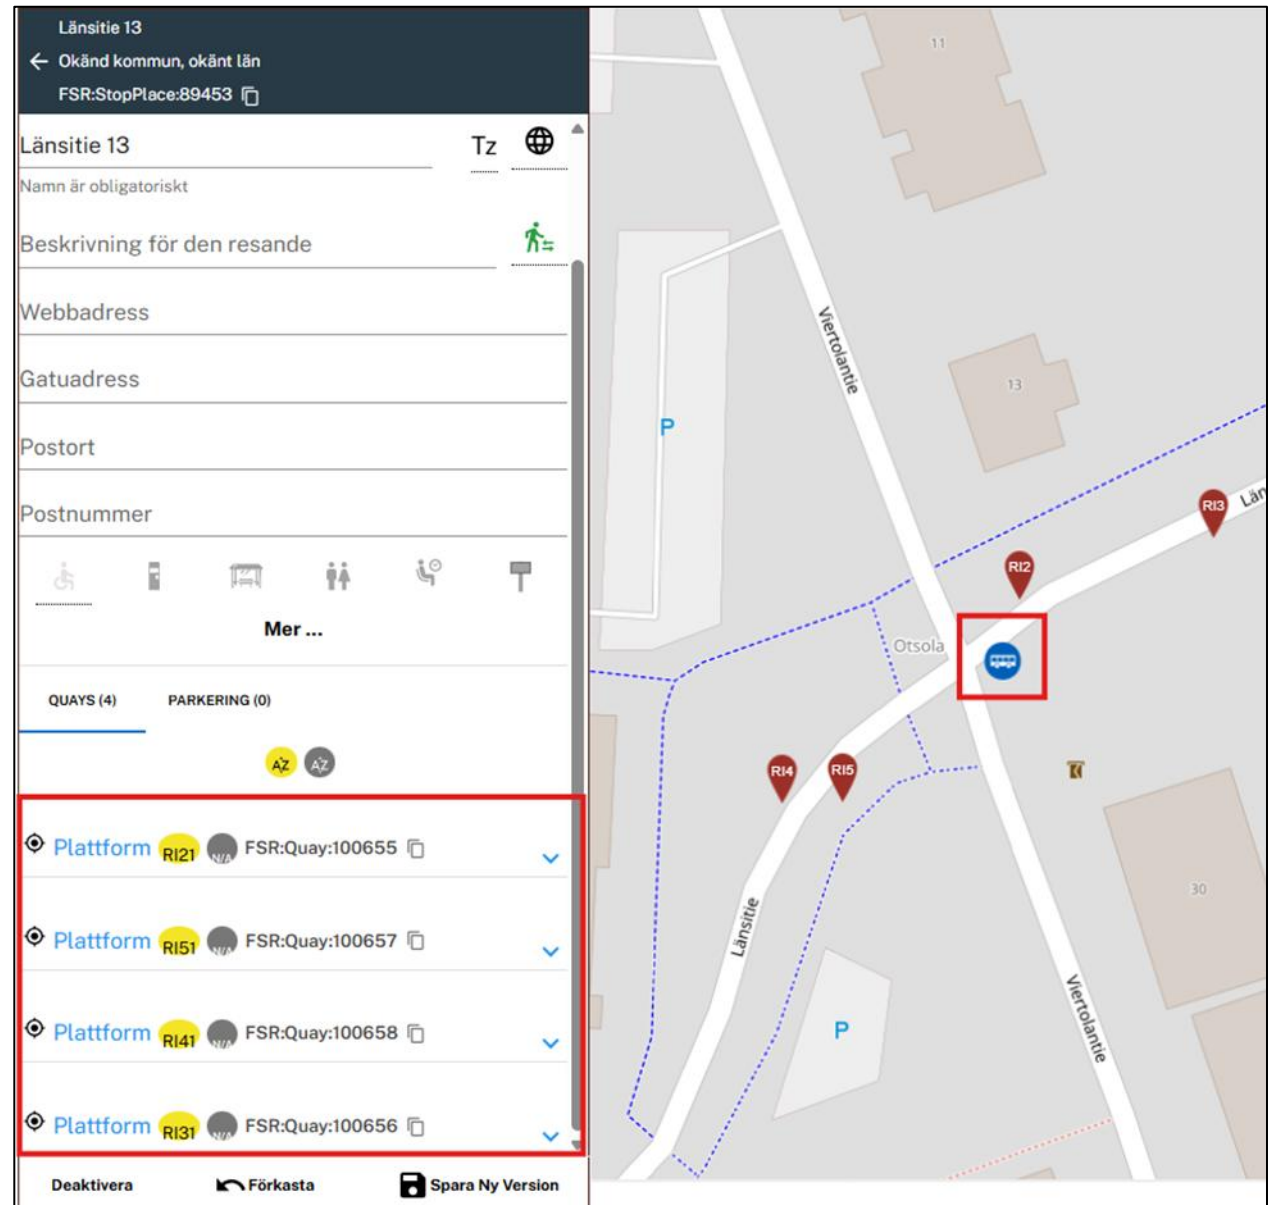 Länsitie 13
Okänd kommun, okänt län
FSR:StopPlace:89453
Länsitie 13
Tz
Namn är obligatoriskt
Beskrivning för den resande
Webbadress
Gatuadress
Postort
Postnummer
Mer ...
QUAYS (4) PARKERING (0)
AZ AZ
Plattform RI21 N/A FSR:Quay:100655
Plattform RI51 N/A FSR:Quay:100657
Plattform RI41 N/A FSR:Quay:100658
Plattform RI31 N/A FSR:Quay:100656
Deaktivera Förkasta Spara Ny Version
11
Viertolantie
13
P
RI3
Län
RI2
Otsola
RI4
RI5
30
Länsitie
Viertolantie
P